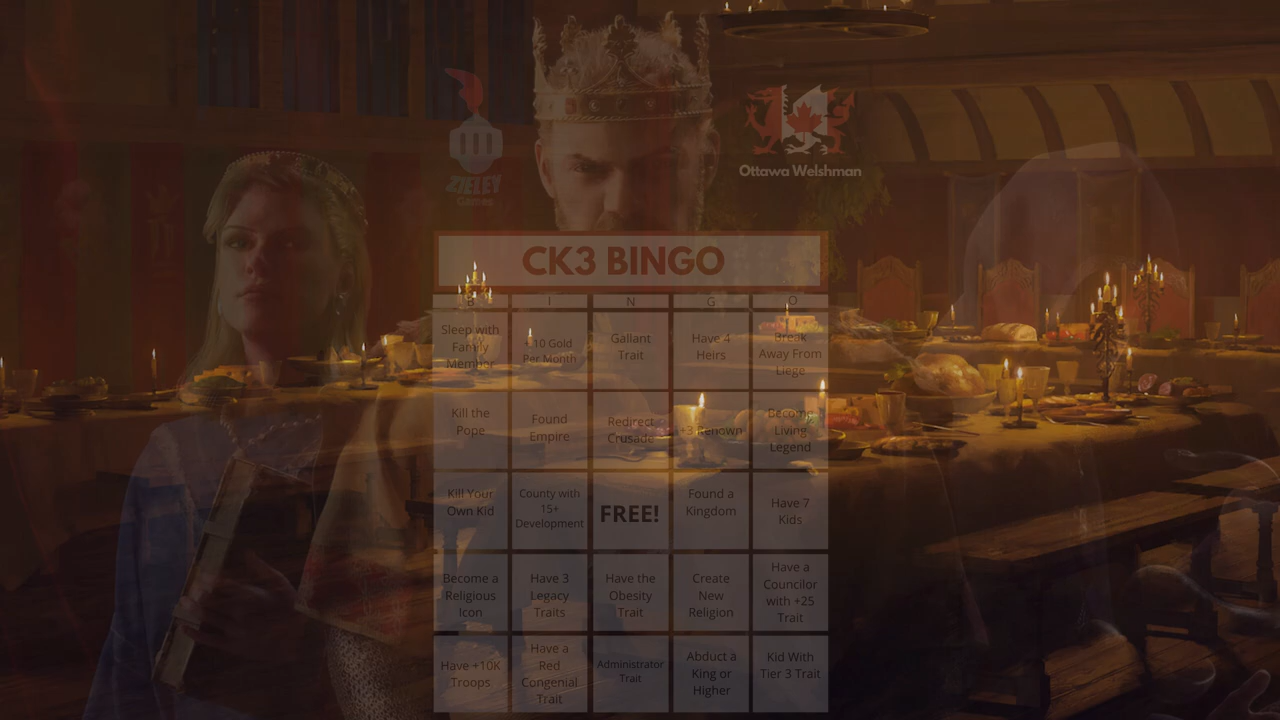 ZIELEY
Games
Ottawa Welshman
CK3 BINGO
B I N G O
Sleep with
Family
Member
+10 Gold
Per Month
Gallant
Trait
Have 4
Heirs
Break
Away From
Liege
Kill the
Pope
Found
Empire
Redirect
Crusade
+3 Renown
Become
Living
Legend
Kill Your
Own Kid
County with
15+
Development
FREE!
Found a
Kingdom
Have 7
Kids
Become a
Religious
Icon
Have 3
Legacy
Traits
Have the
Obesity
Trait
Create
New
Religion
Have a
Councilor
with +25
Trait
Have +10K
Troops
Have a
Red
Congenial
Trait
Administrator
Trait
Abduct a
King or
Higher
Kid With
Tier 3 Trait